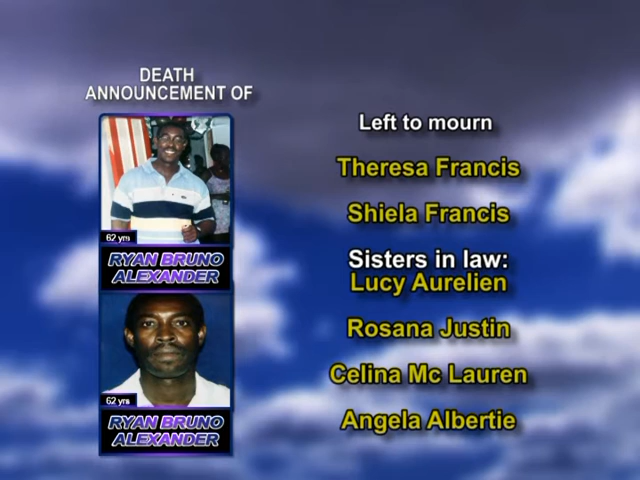 DEATH
ANNOUNCEMENT OF
62 yrs
RYAN BRUNO
ALEXANDER
62 yrs
RYAN BRUNO
ALEXANDER
Left to mourn
Theresa Francis
Shiela Francis
Sisters in law:
Lucy Aurelien
Rosana Justin
Celina Mc Lauren
Angela Albertie